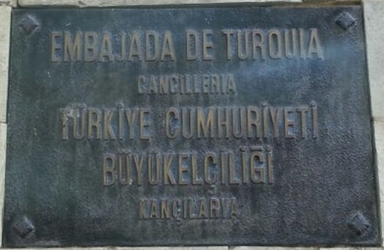 EMBAJADA DE TURQUIA
CANCILLERIA
TÜRKİYE CUMHURİYETİ
BÜYÜKELÇİLİĞİ
KANÇILARYA